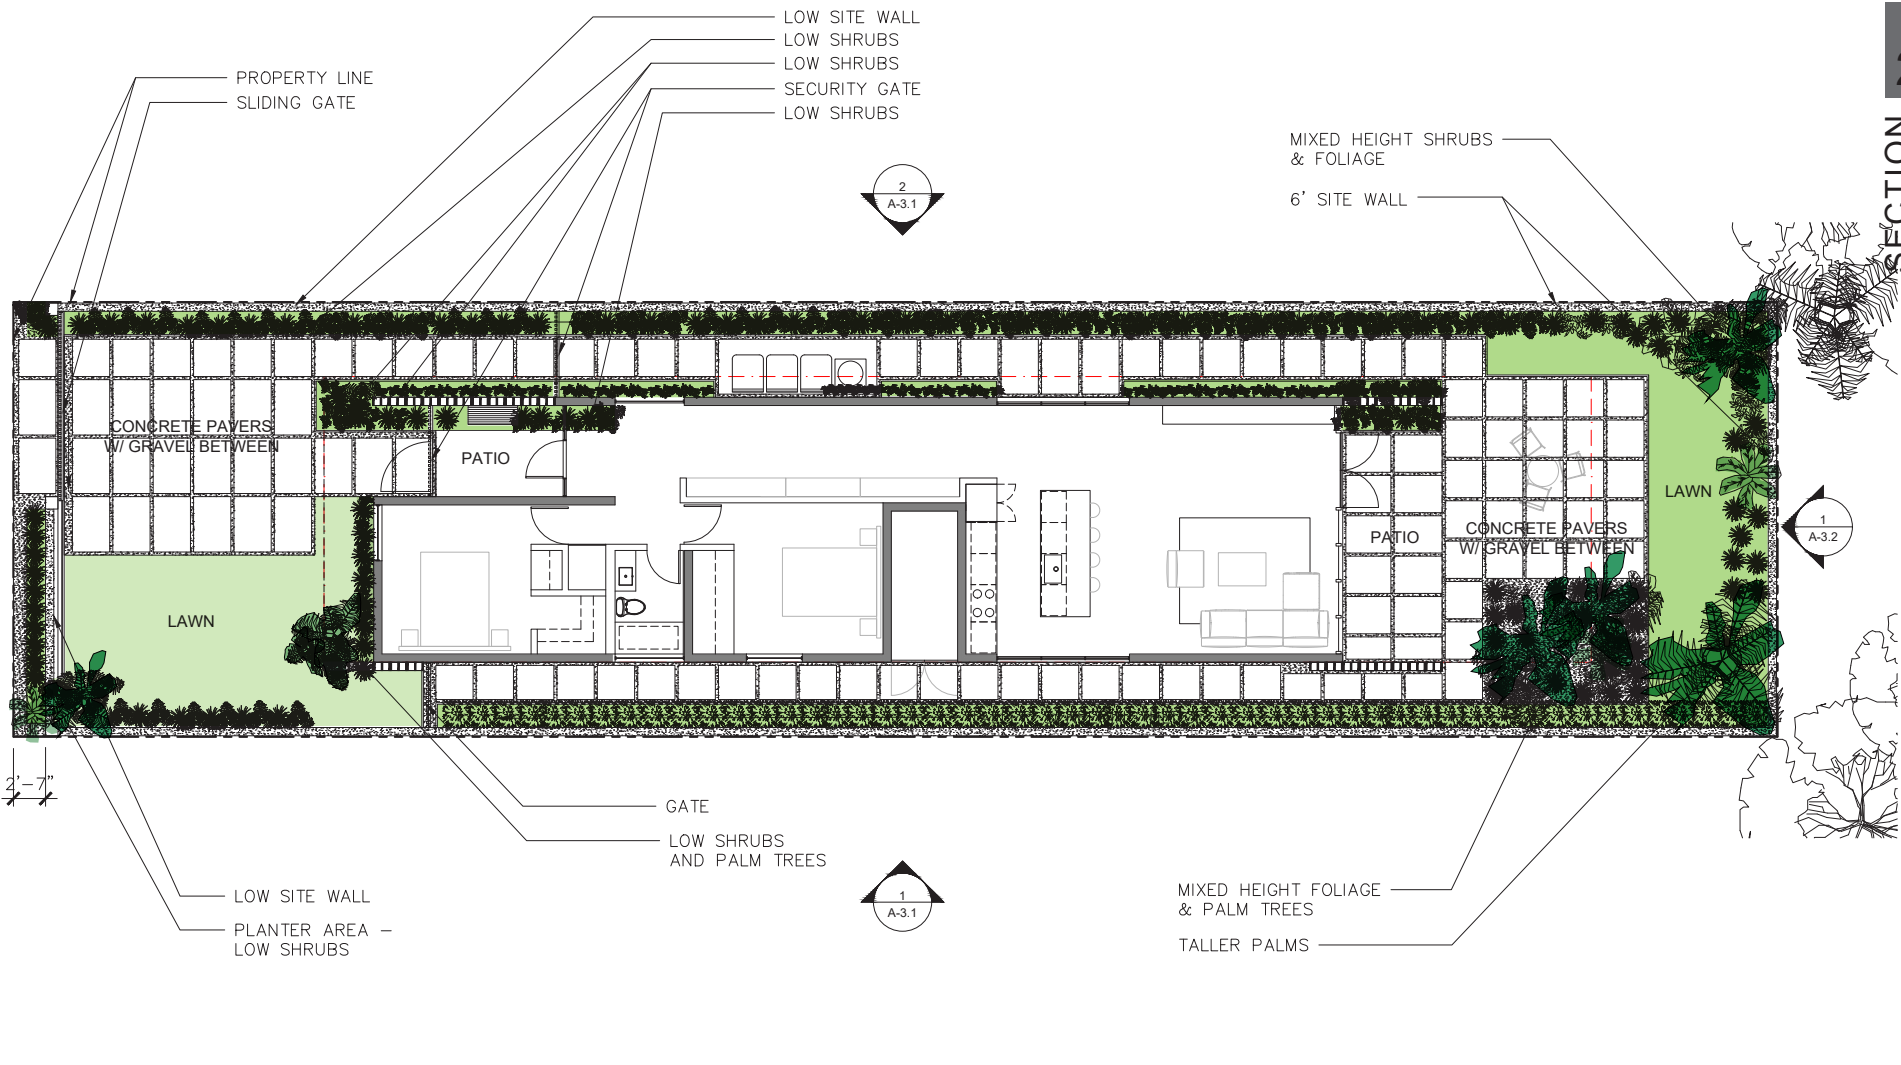 LOW SITE WALL
LOW SHRUBS
LOW SHRUBS
SECURITY GATE
LOW SHRUBS
PROPERTY LINE
SLIDING GATE
MIXED HEIGHT SHRUBS
& FOLIAGE
6' SITE WALL
SECTION
2
A-3.1
CONCRETE PAVERS
W/ GRAVEL BETWEEN
PATIO
LAWN
PATIO
CONCRETE PAVERS
W/ GRAVEL BETWEEN
LAWN
1
A-3.2
2'-7"
GATE
LOW SHRUBS
AND PALM TREES
LOW SITE WALL
PLANTER AREA –
LOW SHRUBS
1
A-3.1
MIXED HEIGHT FOLIAGE
& PALM TREES
TALLER PALMS